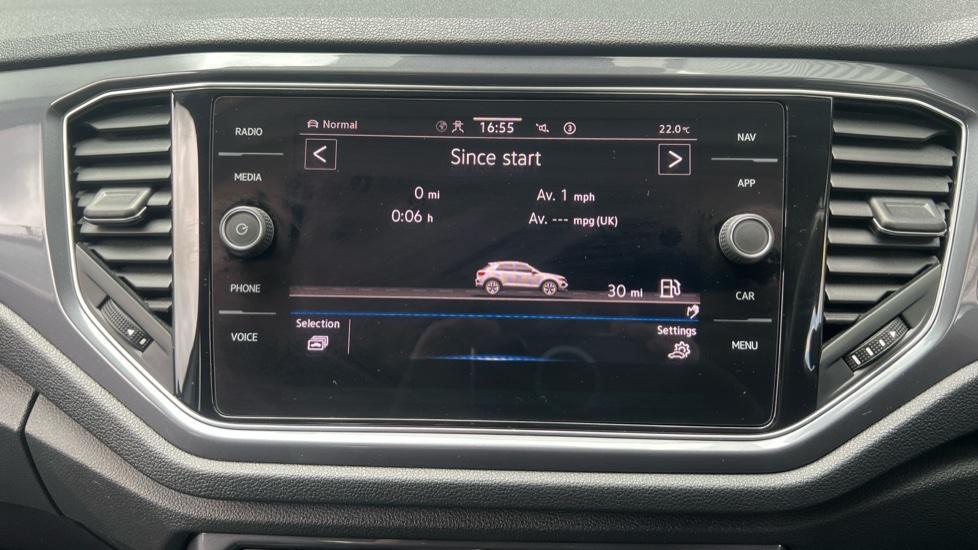 RADIO
MEDIA
PHONE
VOICE
Normal
16:55
3
22.0°C
<
Since start
>
0 mi
Av. 1 mph
0:06 h
Av. --- mpg (UK)
30 mi
Selection
Settings
NAV
APP
CAR
MENU